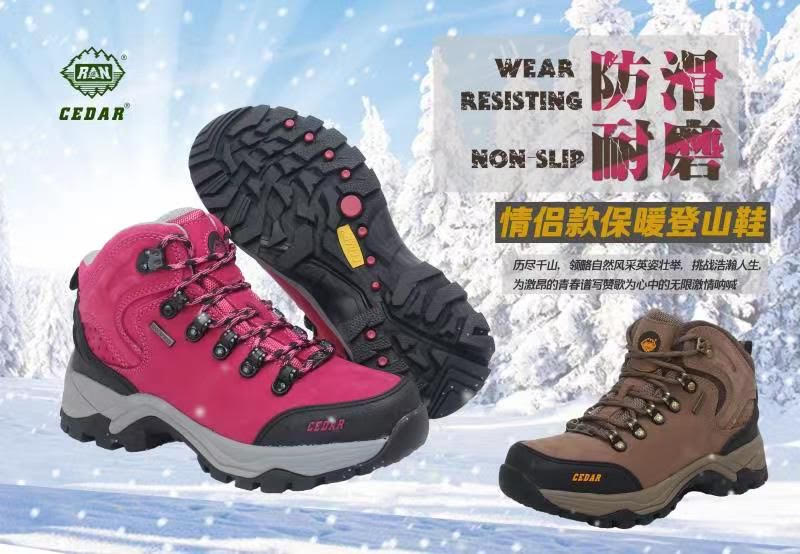 RAN
CEDAR
WEAR
RESISTING
NON-SLIP
防滑
耐磨
情侣款保暖登山鞋
历尽千山，领略自然风采英姿壮举，挑战浩瀚人生，
为激昂的青春谱写赞歌为心中的无限激情呐喊
CEDAR
CEDAR